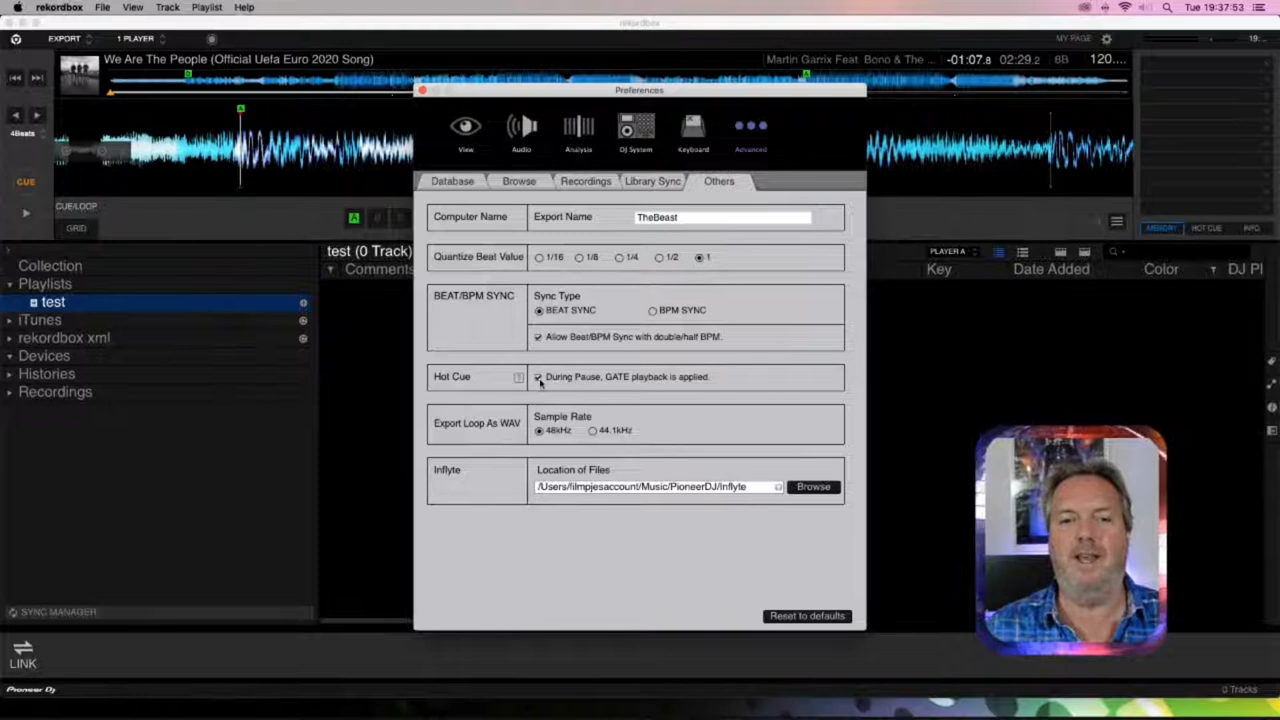 rekordbox File View Track Playlist Help
Tue 19:37:53
rekordbox
EXPORT 1 PLAYER
MY PAGE
19...
We Are The People (Official Uefa Euro 2020 Song)
Martin Garrix Feat. Bono & The ... -01:07.8 02:29.2 8B 120....
4Beats
CUE
CUE/LOOP
GRID
A
MEMORY HOT CUE INFO
Preferences
View Audio Analysis DJ System Keyboard Advanced
Database Browse Recordings Library Sync Others
Computer Name Export Name TheBeast
Quantize Beat Value 1/16 1/8 1/4 1/2 1
BEAT/BPM SYNC Sync Type
BEAT SYNC BPM SYNC
Allow Beat/BPM Sync with double/half BPM.
Hot Cue During Pause, GATE playback is applied.
Export Loop As WAV Sample Rate
48kHz 44.1kHz
Inflyte Location of Files
/Users/filmpjesaccount/Music/PioneerDJ/Inflyte Browse
Reset to defaults
Collection
Playlists
test
iTunes
rekordbox xml
Devices
Histories
Recordings
test (0 Track)
Comments
PLAYER A
Key Date Added Color DJ Pl
SYNC MANAGER
LINK
Pioneer Dj
0 Tracks